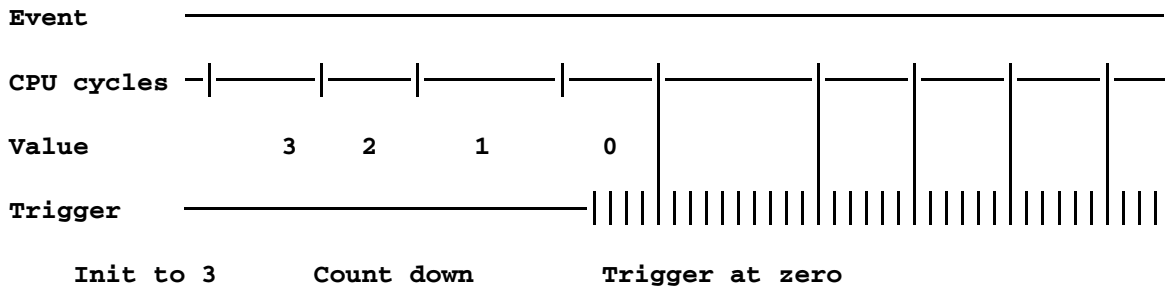 Event
CPU cycles
Value 3 2 1 0
Trigger
Init to 3 Count down Trigger at zero